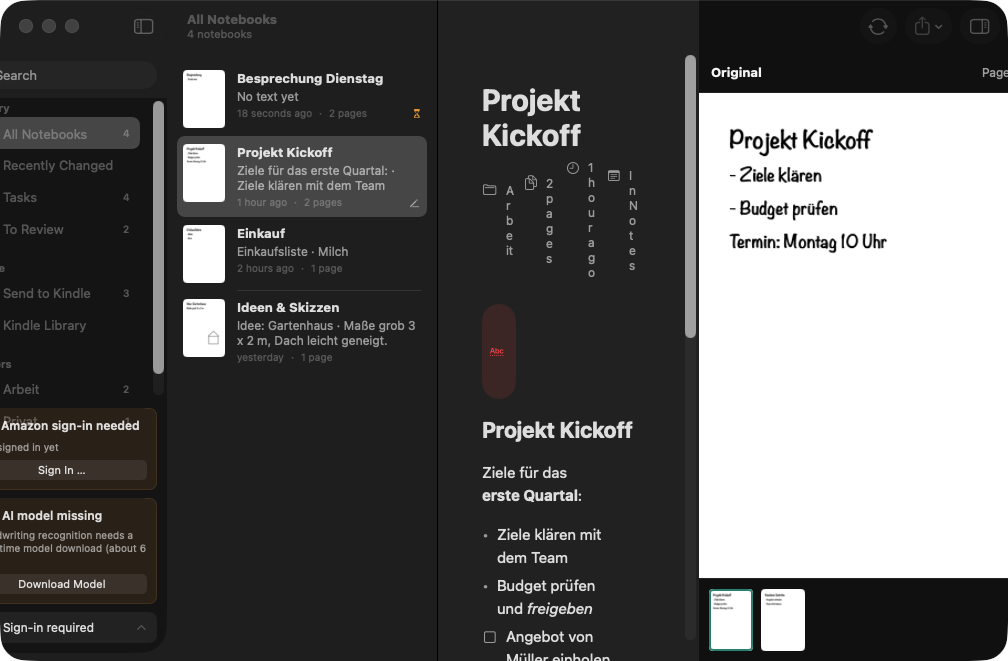 All Notebooks
4 notebooks
Search
ry
All Notebooks 4
Recently Changed
Tasks 4
To Review 2
e
Send to Kindle 3
Kindle Library
ers
Arbeit 2
Amazon sign-in needed
signed in yet
Sign In ...
AI model missing
dwriting recognition needs a
time model download (about 6
Download Model
Sign-in required
Besprechung Dienstag
No text yet
18 seconds ago · 2 pages
Projekt Kickoff
Ziele für das erste Quartal: ·
Ziele klären mit dem Team
1 hour ago · 2 pages
Einkauf
Einkaufsliste · Milch
2 hours ago · 1 page
Ideen & Skizzen
Idee: Gartenhaus · Maße grob 3
x 2 m, Dach leicht geneigt.
yesterday · 1 page
Projekt
Kickoff
Arbeit
2 pages
1 hour ago
In Notes
Abc
Projekt Kickoff
Ziele für das
erste Quartal:
• Ziele klären mit
dem Team
• Budget prüfen
und freigeben
Angebot von
Müller einholen
Original
Page
Projekt Kickoff
- Ziele klären
- Budget prüfen
Termin: Montag 10 Uhr